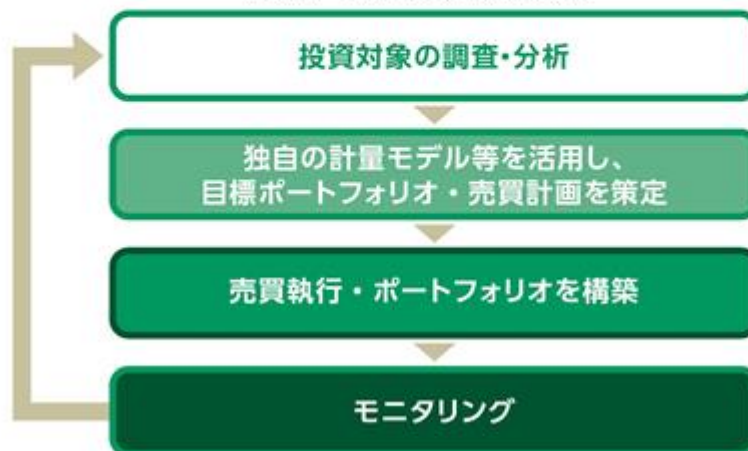 投資対象の調査・分析
独自の計量モデル等を活用し、
目標ポートフォリオ・売買計画を策定
売買執行・ポートフォリオを構築
モニタリング